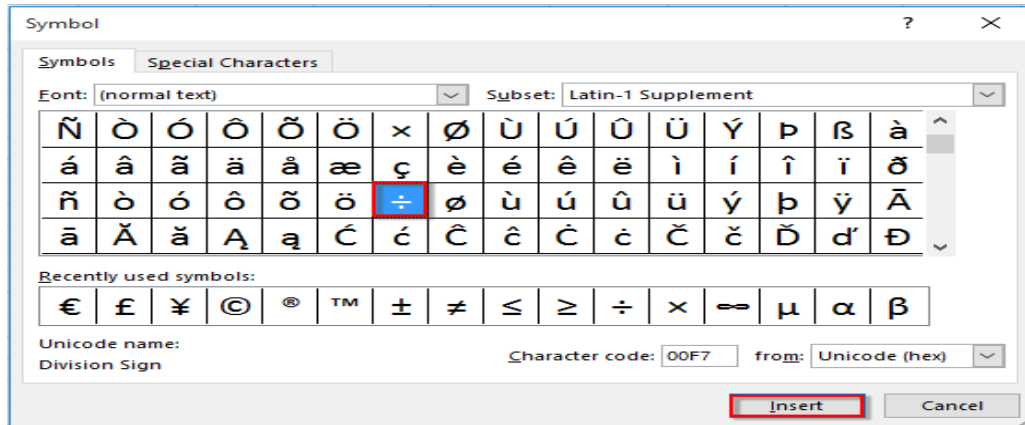 Symbol ? ×
Symbols Special Characters
Font: (normal text) Subset: Latin-1 Supplement
Ñ Ò Ó Ô Õ Ö × Ø Ù Ú Û Ü Ý Þ ß à
á â ã ä å æ ç è é ê ë ì í î ï ð
ñ ò ó ô õ ö ÷ ø ù ú û ü ý þ ÿ Ā
ā Ă ă Ą ą Ć ć Ĉ ĉ Ċ ċ Č č Ď ď Đ
Recently used symbols:
€ £ ¥ © ® ™ ± ≠ ≤ ≥ ÷ × ∞ µ α β
Unicode name:
Division Sign
Character code: 00F7 from: Unicode (hex)
Insert Cancel